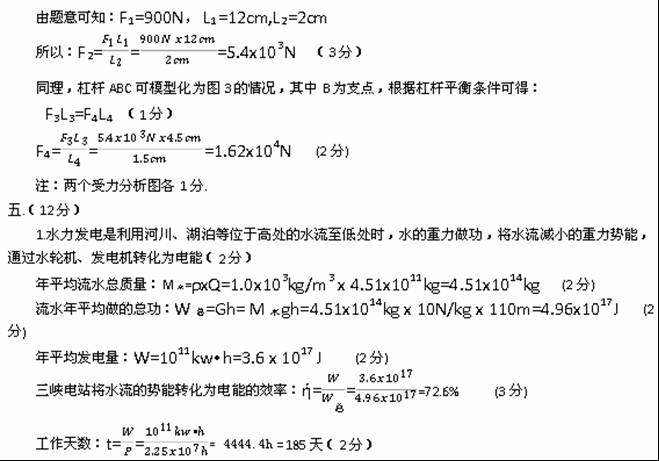 由题意可知：F₁=900N， L₁=12cm,L₂=2cm
所以：F₂=F₁L₁/L₂=900N x12cm/2cm=5.4x10³N （3分）
同理，杠杆 ABC 可模型化为图 3 的情况，其中 B 为支点，根据杠杆平衡条件可得：
F₃L₃=F₄L₄ （1分）
F₄=F₃L₃/L₄=5.4x10³N x4.5cm/1.5cm=1.62x10⁴N (2分)
注：两个受力分析图各 1 分.
五.（12分）
1.水力发电是利用河川、湖泊等位于高处的水流至低处时，水的重力做功，将水流减小的重力势能，
通过水轮机、发电机转化为电能（2分）
年平均流水总质量：M水=ρxQ=1.0x10³kg/m³ x 4.51x10¹¹kg=4.51x10¹⁴kg (2分)
流水年平均做的总功：W总=Gh= M水gh=4.51x10¹⁴kg x 10N/kg x 110m=4.96x10¹⁷J (2
分)
年平均发电量：W=10¹¹kw•h=3.6 x 10¹⁷J (2分)
三峡电站将水流的势能转化为电能的效率：ή=W/W总=3.6x10¹⁷/4.96x10¹⁷=72.6% (3分)
工作天数：t=W/P=10¹¹kw•h/2.25x10⁷h= 4444.4h=185天（2分）